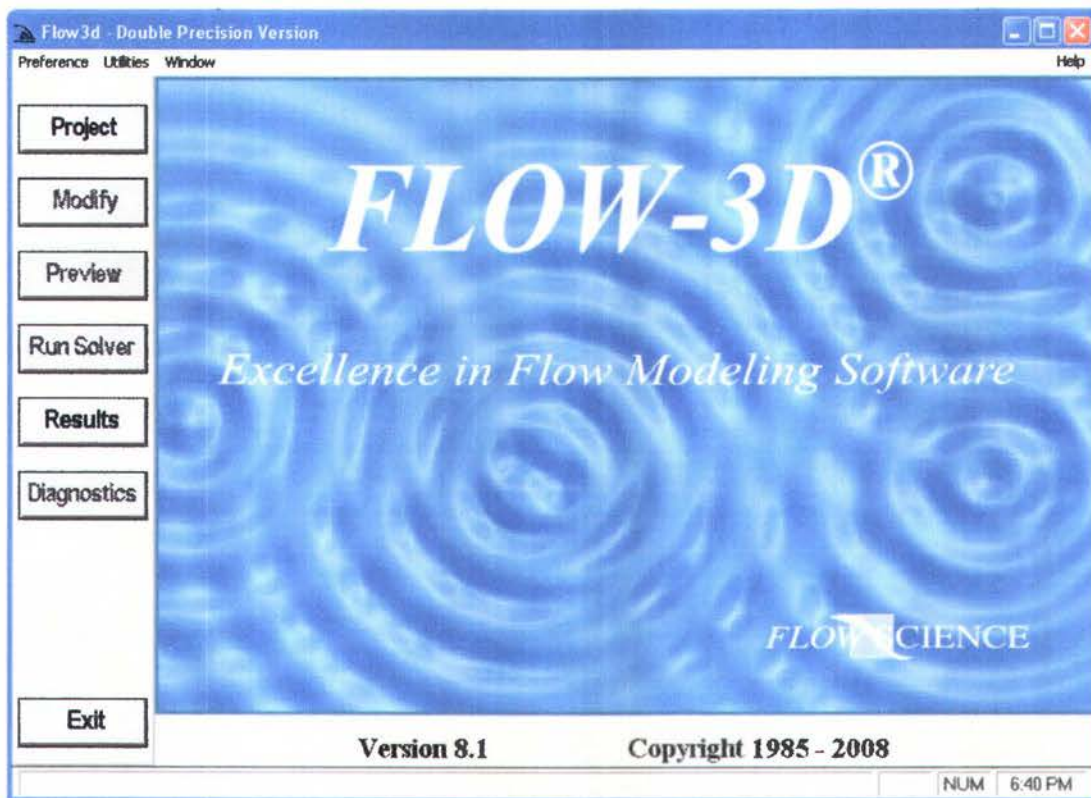 Flow3d - Double Precision Version
Preference Utilities Window Help
Project
Modify
Preview
Run Solver
Results
Diagnostics
Exit
FLOW-3D®
Excellence in Flow Modeling Software
FLOW SCIENCE
Version 8.1 Copyright 1985 - 2008
NUM 6:40 PM